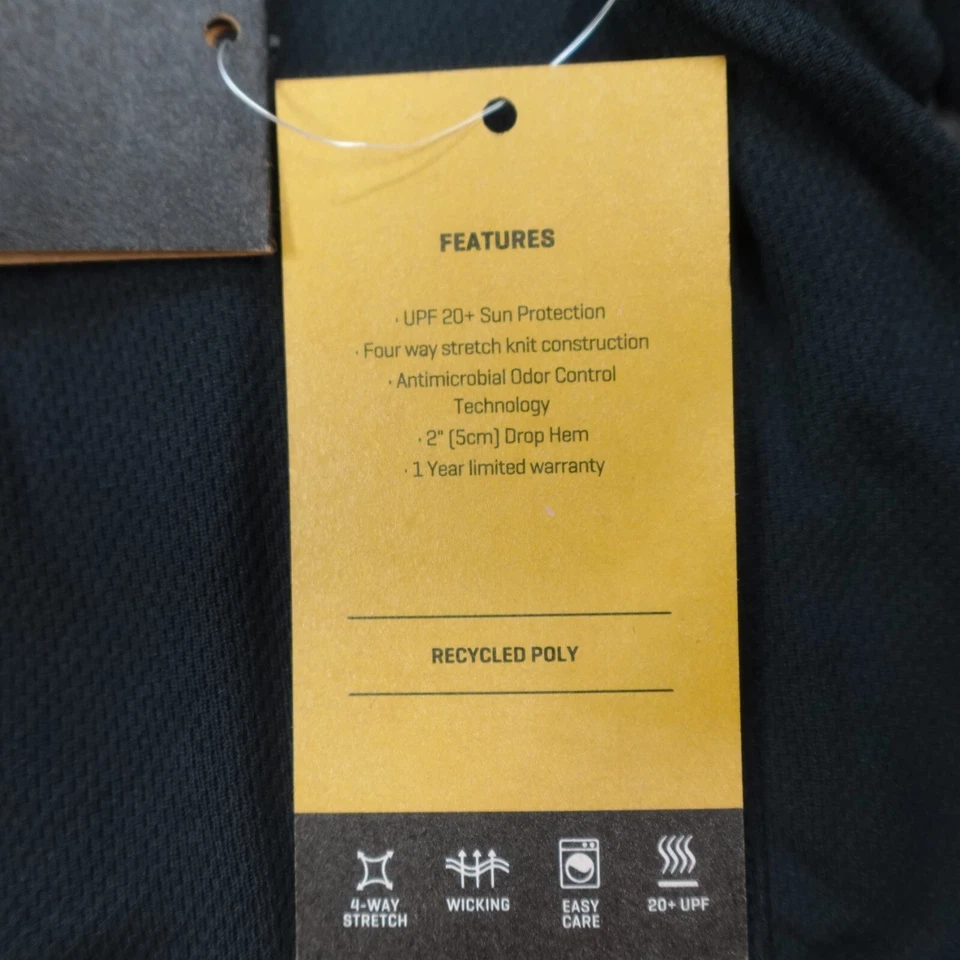 FEATURES
· UPF 20+ Sun Protection
· Four way stretch knit construction
· Antimicrobial Odor Control
Technology
· 2" (5cm) Drop Hem
· 1 Year limited warranty
RECYCLED POLY
4-WAY
STRETCH
WICKING
EASY
CARE
20+ UPF